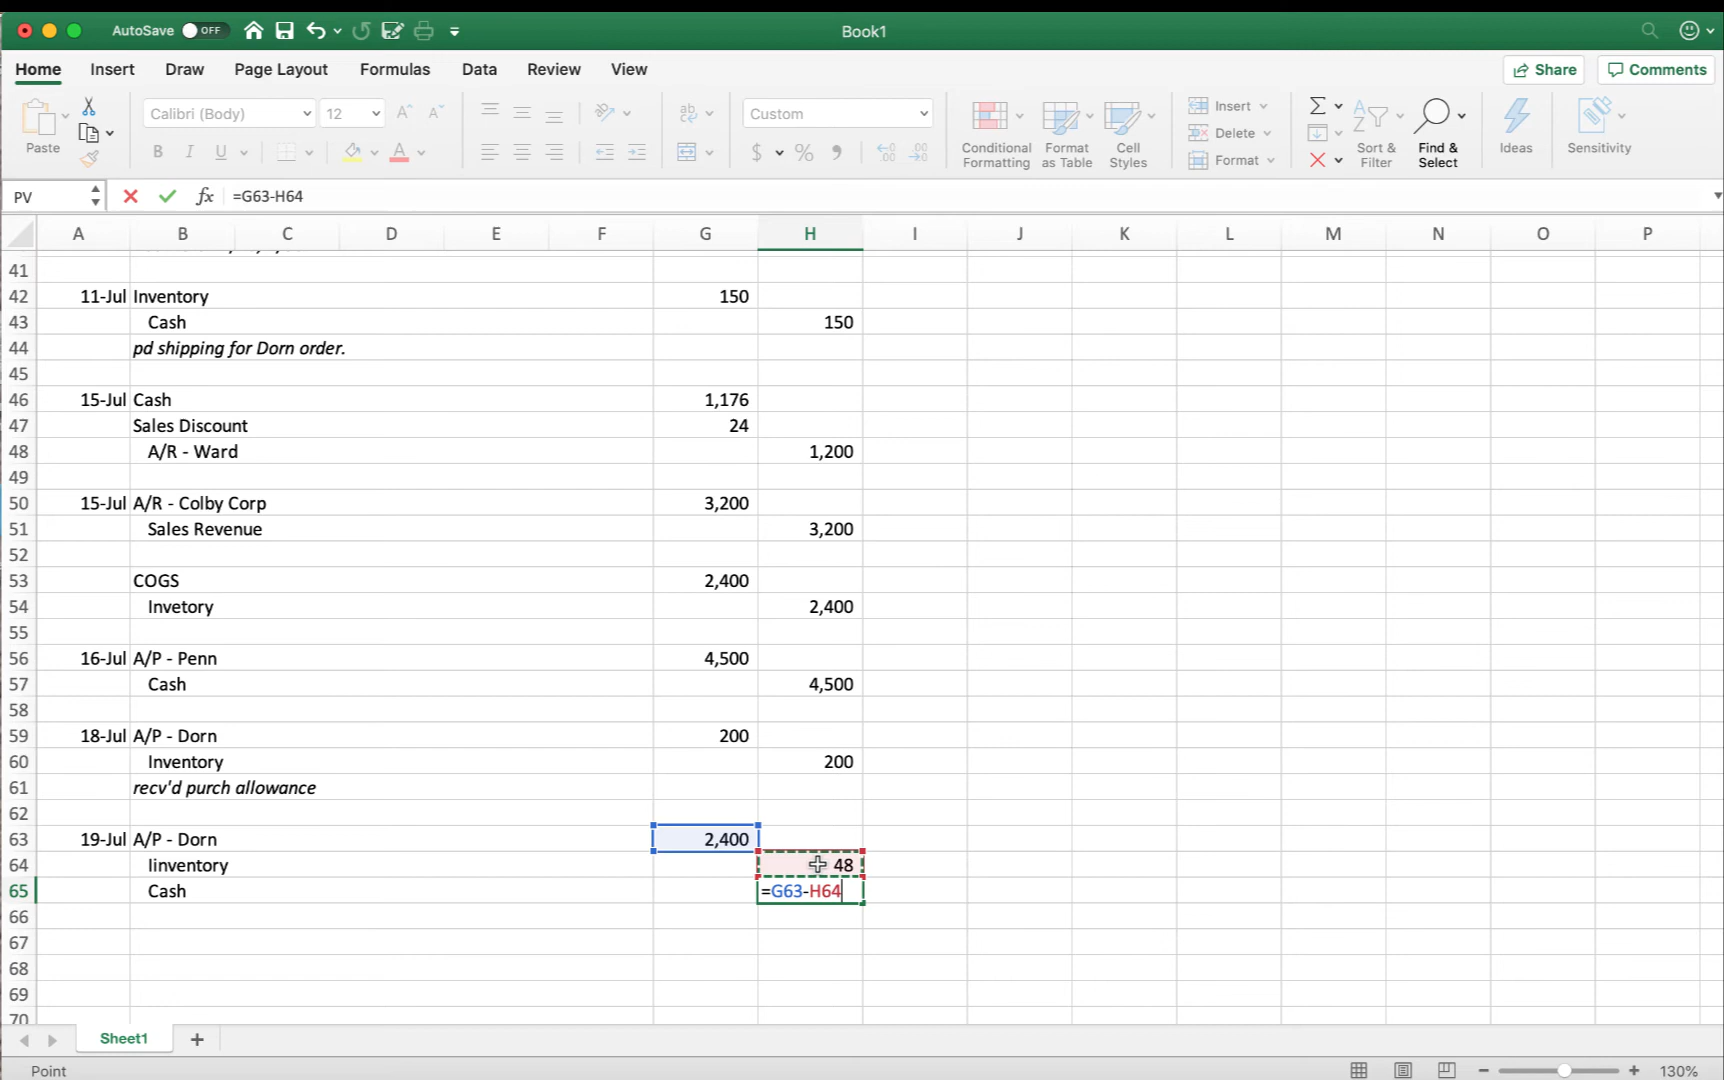 AutoSave OFF Book1
Home Insert Draw Page Layout Formulas Data Review View Share Comments
Paste Calibri (Body) 12 Custom Conditional Formatting Format as Table Cell Styles Insert Delete Format Sort & Filter Find & Select Ideas Sensitivity
PV fx =G63-H64
A B C D E F G H I J K L M N O P
41
42 11-Jul Inventory 150
43 Cash 150
44 pd shipping for Dorn order.
45
46 15-Jul Cash 1,176
47 Sales Discount 24
48 A/R - Ward 1,200
49
50 15-Jul A/R - Colby Corp 3,200
51 Sales Revenue 3,200
52
53 COGS 2,400
54 Invetory 2,400
55
56 16-Jul A/P - Penn 4,500
57 Cash 4,500
58
59 18-Jul A/P - Dorn 200
60 Inventory 200
61 recv'd purch allowance
62
63 19-Jul A/P - Dorn 2,400
64 Iinventory 48
65 Cash =G63-H64
66
67
68
69
70
Sheet1
Point 130%